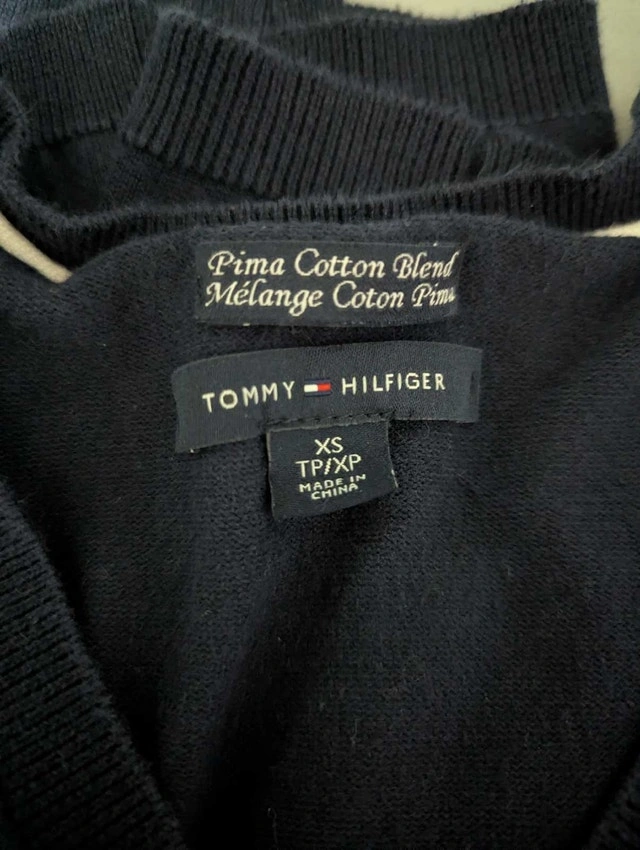 Pima Cotton Blend
Mélange Coton Pima
TOMMY HILFIGER
XS
TP/XP
MADE IN
CHINA